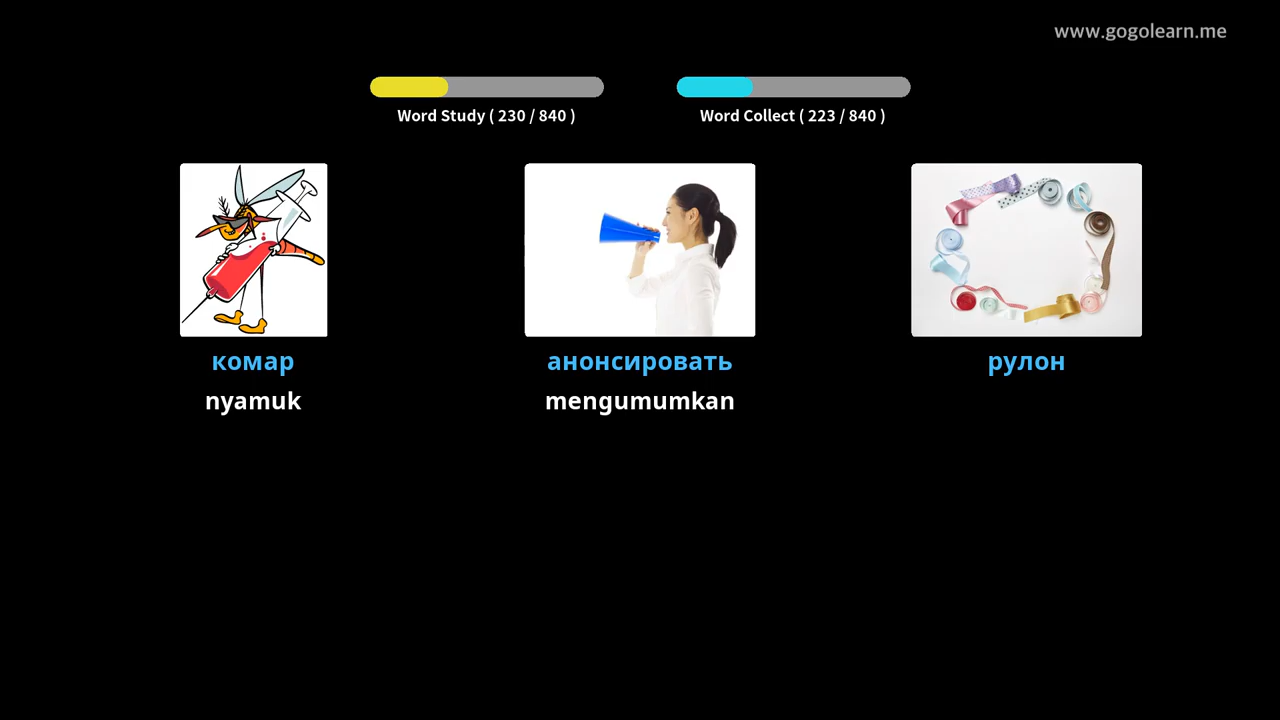 www.gogolearn.me
Word Study ( 230 / 840 )
Word Collect ( 223 / 840 )
комар
анонсировать
рулон
nyamuk
mengumumkan